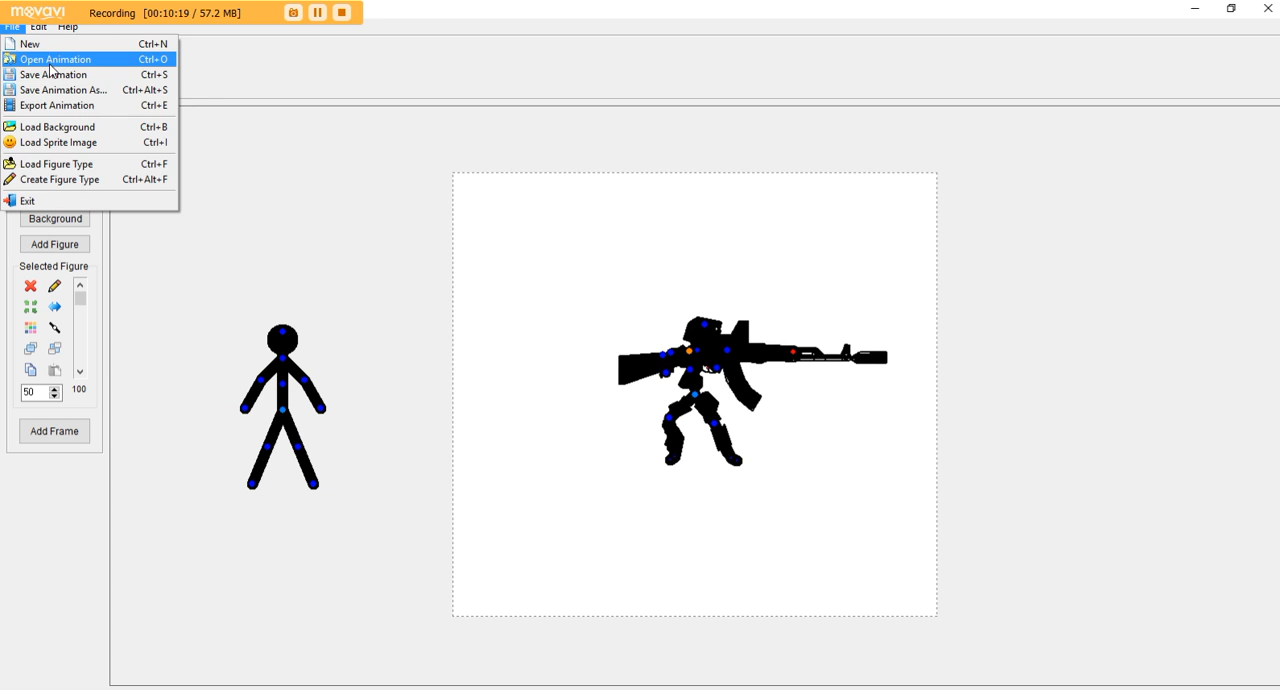 movavi Recording [00:10:19 / 57.2 MB]
File Edit Help
New Ctrl+N
Open Animation Ctrl+O
Save Animation Ctrl+S
Save Animation As... Ctrl+Alt+S
Export Animation Ctrl+E
Load Background Ctrl+B
Load Sprite Image Ctrl+I
Load Figure Type Ctrl+F
Create Figure Type Ctrl+Alt+F
Exit
Background
Add Figure
Selected Figure
50 100
Add Frame